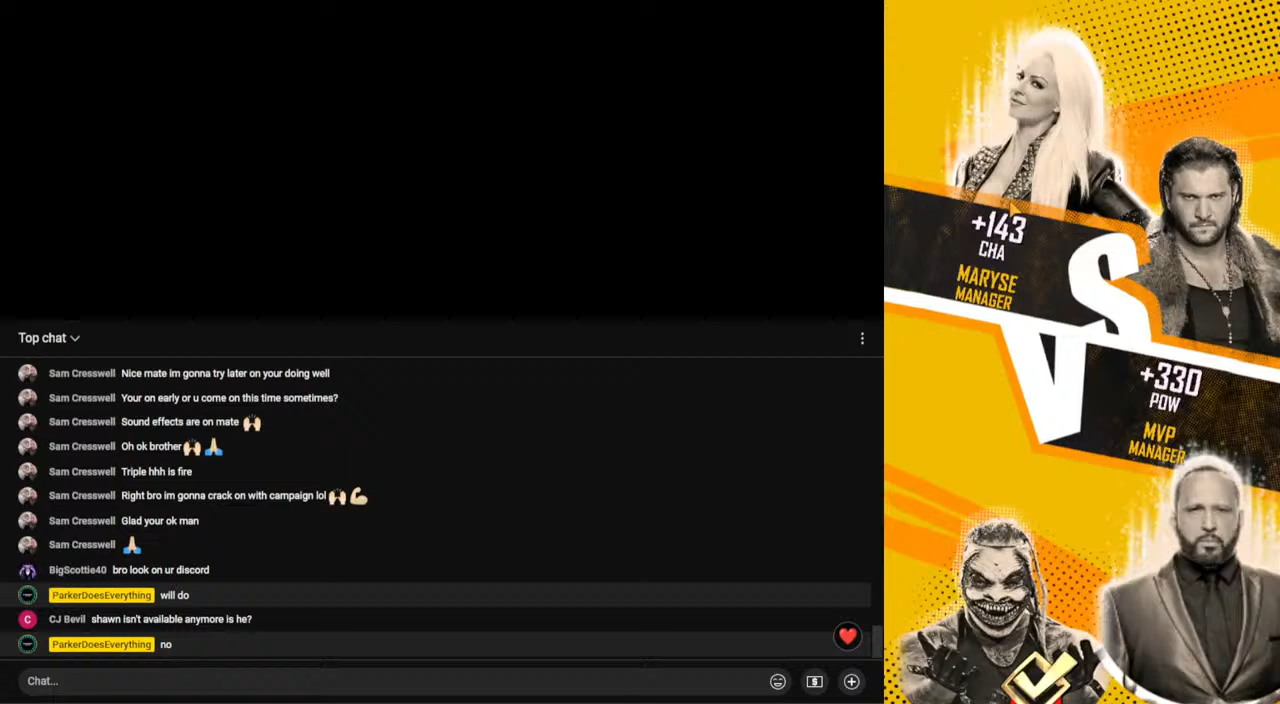 Top chat
Sam Cresswell Nice mate im gonna try later on your doing well
Sam Cresswell Your on early or u come on this time sometimes?
Sam Cresswell Sound effects are on mate 🙌🏻
Sam Cresswell Oh ok brother🙌🏻🙏🏻
Sam Cresswell Triple hhh is fire
Sam Cresswell Right bro im gonna crack on with campaign lol 🙌🏻💪🏻
Sam Cresswell Glad your ok man
Sam Cresswell 🙏🏻
BigScottie40 bro look on ur discord
ParkerDoesEverything will do
C CJ Bevil shawn isn't available anymore is he?
ParkerDoesEverything no
Chat...
+143
CHA
MARYSE
MANAGER
VS
+330
POW
MVP
MANAGER